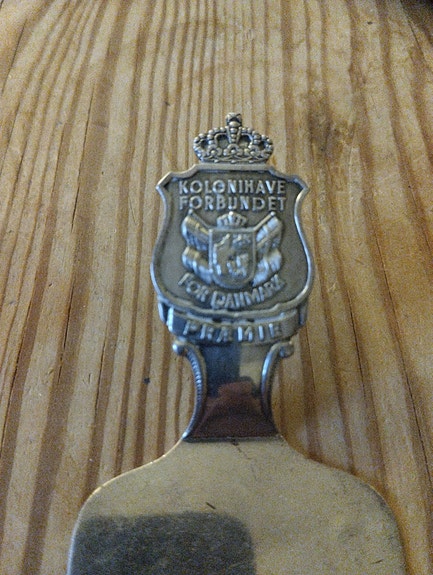 KOLONIHAVE
FORBUNDET
FOR DANMARK
PRÆMIE